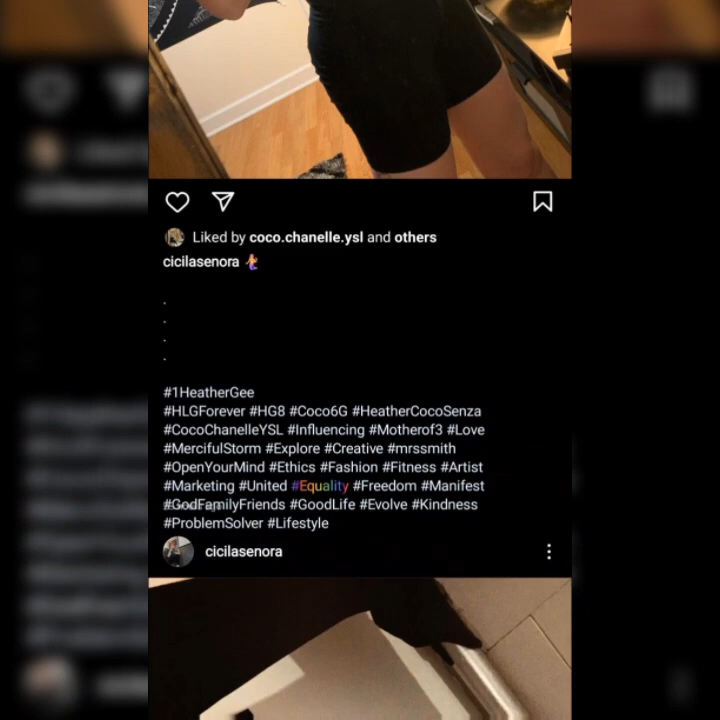 Liked by coco.chanelle.ysl and others
cicilasenora 🧜‍♀️
.
.
.
.
#1HeatherGee
#HLGForever #HG8 #Coco6G #HeatherCocoSenza
#CocoChanelleYSL #Influencing #Motherof3 #Love
#MercifulStorm #Explore #Creative #mrssmith
#OpenYourMind #Ethics #Fashion #Fitness #Artist
#Marketing #United #Equality #Freedom #Manifest
#GodFamilyFriends #GoodLife #Evolve #Kindness
#ProblemSolver #Lifestyle
cicilasenora